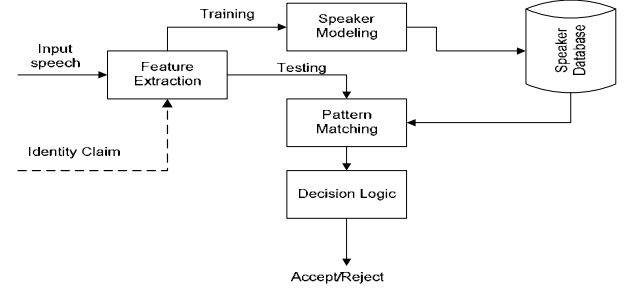 Training
Speaker
Modeling
Speaker
Database
Input
speech
Feature
Extraction
Testing
Pattern
Matching
Identity Claim
Decision Logic
Accept/Reject